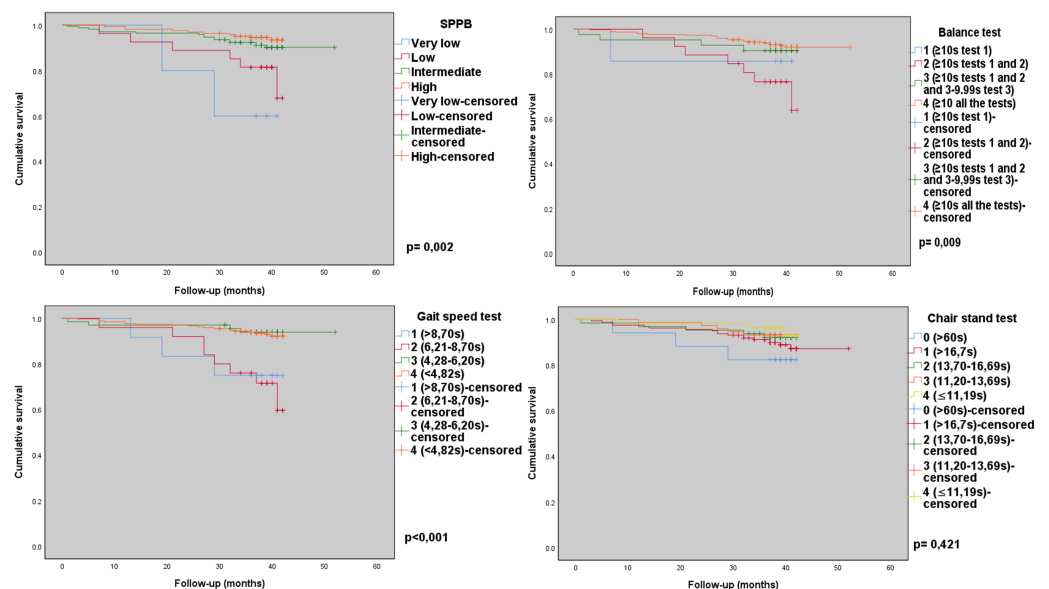 SPPB
Very low
Low
Intermediate
High
Very low-censored
Low-censored
Intermediate-
censored
High-censored
p= 0,002
Cumulative survival
1.0
0.8
0.6
0.4
0.2
0.0
0
10
20
30
40
50
60
Follow-up (months)
Balance test
1 (≥10s test 1)
2 (≥10s tests 1 and 2)
3 (≥10s tests 1 and 2
and 3-9.99s test 3)
4 (≥10 all the tests)
1 (≥10s test 1)-
censored
2 (≥10s tests 1 and 2)-
censored
3 (≥10s tests 1 and 2
and 3-9,99s test 3)-
censored
4 (≥10s all the tests)-
censored
p= 0,009
Cumulative survival
1.0
0.8
0.6
0.4
0.2
0.0
0
10
20
30
40
50
60
Follow-up (months)
Gait speed test
1 (>8,70s)
2 (6,21-8,70s)
3 (4,28-6,20s)
4 (<4,82s)
1 (>8,70s)-censored
2 (6,21-8,70s)-
censored
3 (4,28-6,20s)-
censored
4 (<4,82s)-censored
p<0,001
Cumulative survival
1.0
0.8
0.6
0.4
0.2
0.0
0
10
20
30
40
50
60
Follow-up (months)
Chair stand test
0 (>60s)
1 (>16,7s)
2 (13,70-16,69s)
3 (11,20-13,69s)
4 (≤11,19s)
0 (>60s)-censored
1 (>16,7s)-censored
2 (13,70-16,69s)-
censored
3 (11,20-13,69s)-
censored
4 (≤11,19s)-
censored
p= 0,421
Cumulative survival
1.0
0.8
0.6
0.4
0.2
0.0
0
10
20
30
40
50
60
Follow-up (months)